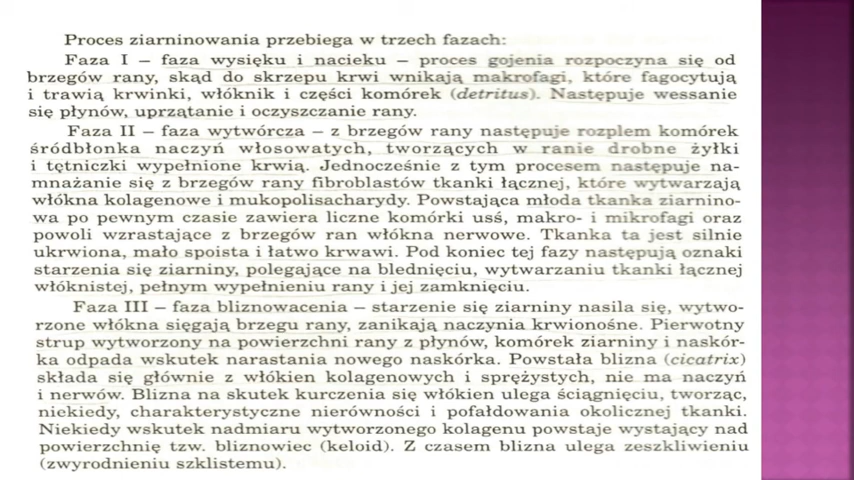 Proces ziarninowania przebiega w trzech fazach:
Faza I – faza wysięku i nacieku – proces gojenia rozpoczyna się od
brzegów rany, skąd do skrzepu krwi wnikają makrofagi, które fagocytują
i trawią krwinki, włóknik i części komórek (detritus). Następuje wessanie
się płynów, uprzątanie i oczyszczanie rany.
Faza II – faza wytwórcza – z brzegów rany następuje rozplem komórek
śródbłonka naczyń włosowatych, tworzących w ranie drobne żyłki
i tętniczki wypełnione krwią. Jednocześnie z tym procesem następuje na-
mnażanie się z brzegów rany fibroblastów tkanki łącznej, które wytwarzają
włókna kolagenowe i mukopolisacharydy. Powstająca młoda tkanka ziarnino-
wa po pewnym czasie zawiera liczne komórki usś, makro- i mikrofagi oraz
powoli wzrastające z brzegów ran włókna nerwowe. Tkanka ta jest silnie
ukrwiona, mało spoista i łatwo krwawi. Pod koniec tej fazy następują oznaki
starzenia się ziarniny, polegające na blednięciu, wytwarzaniu tkanki łącznej
włóknistej, pełnym wypełnieniu rany i jej zamknięciu.
Faza III – faza bliznowacenia – starzenie się ziarniny nasila się, wytwo-
rzone włókna sięgają brzegu rany, zanikają naczynia krwionośne. Pierwotny
strup wytworzony na powierzchni rany z płynów, komórek ziarniny i naskór-
ka odpada wskutek narastania nowego naskórka. Powstała blizna (cicatrix)
składa się głównie z włókien kolagenowych i sprężystych, nie ma naczyń
i nerwów. Blizna na skutek kurczenia się włókien ulega ściągnięciu, tworząc,
niekiedy, charakterystyczne nierówności i pofałdowania okolicznej tkanki.
Niekiedy wskutek nadmiaru wytworzonego kolagenu powstaje wystający nad
powierzchnię tzw. bliznowiec (keloid). Z czasem blizna ulega zeszkliwieniu
(zwyrodnieniu szklistemu).